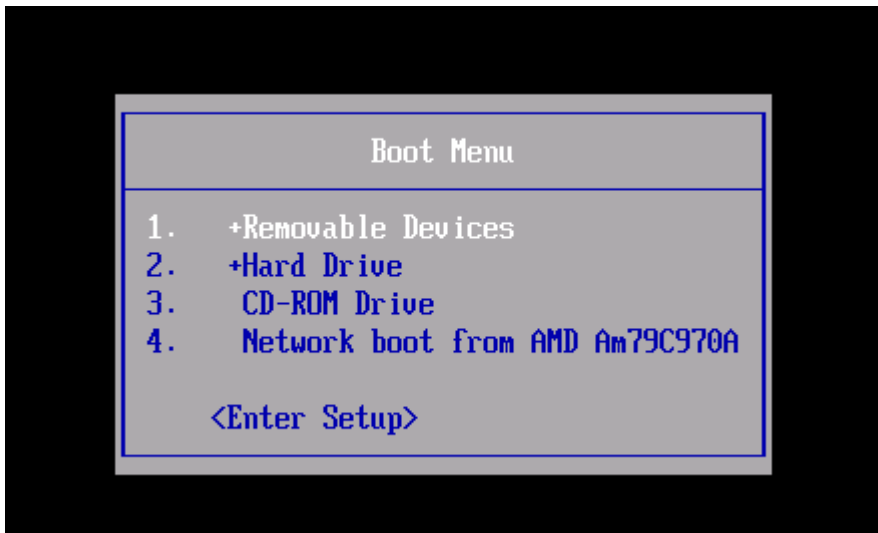 Boot Menu
1. +Removable Devices
2. +Hard Drive
3. CD-ROM Drive
4. Network boot from AMD Am79C970A
<Enter Setup>